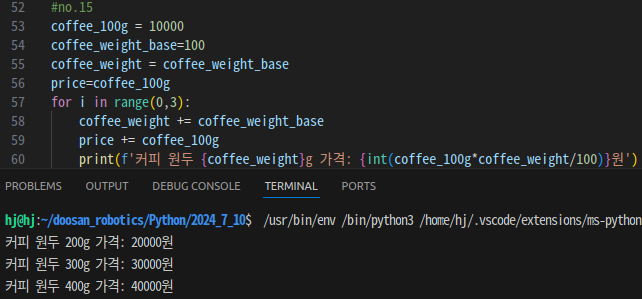 52 #no.15
53 coffee_100g = 10000
54 coffee_weight_base=100
55 coffee_weight = coffee_weight_base
56 price=coffee_100g
57 for i in range(0,3):
58 coffee_weight += coffee_weight_base
59 price += coffee_100g
60 print(f'커피 원두 {coffee_weight}g 가격: {int(coffee_100g*coffee_weight/100)}원')
PROBLEMS OUTPUT DEBUG CONSOLE TERMINAL PORTS
hj@hj:~/doosan_robotics/Python/2024_7_10$ /usr/bin/env /bin/python3 /home/hj/.vscode/extensions/ms-python
커피 원두 200g 가격: 20000원
커피 원두 300g 가격: 30000원
커피 원두 400g 가격: 40000원